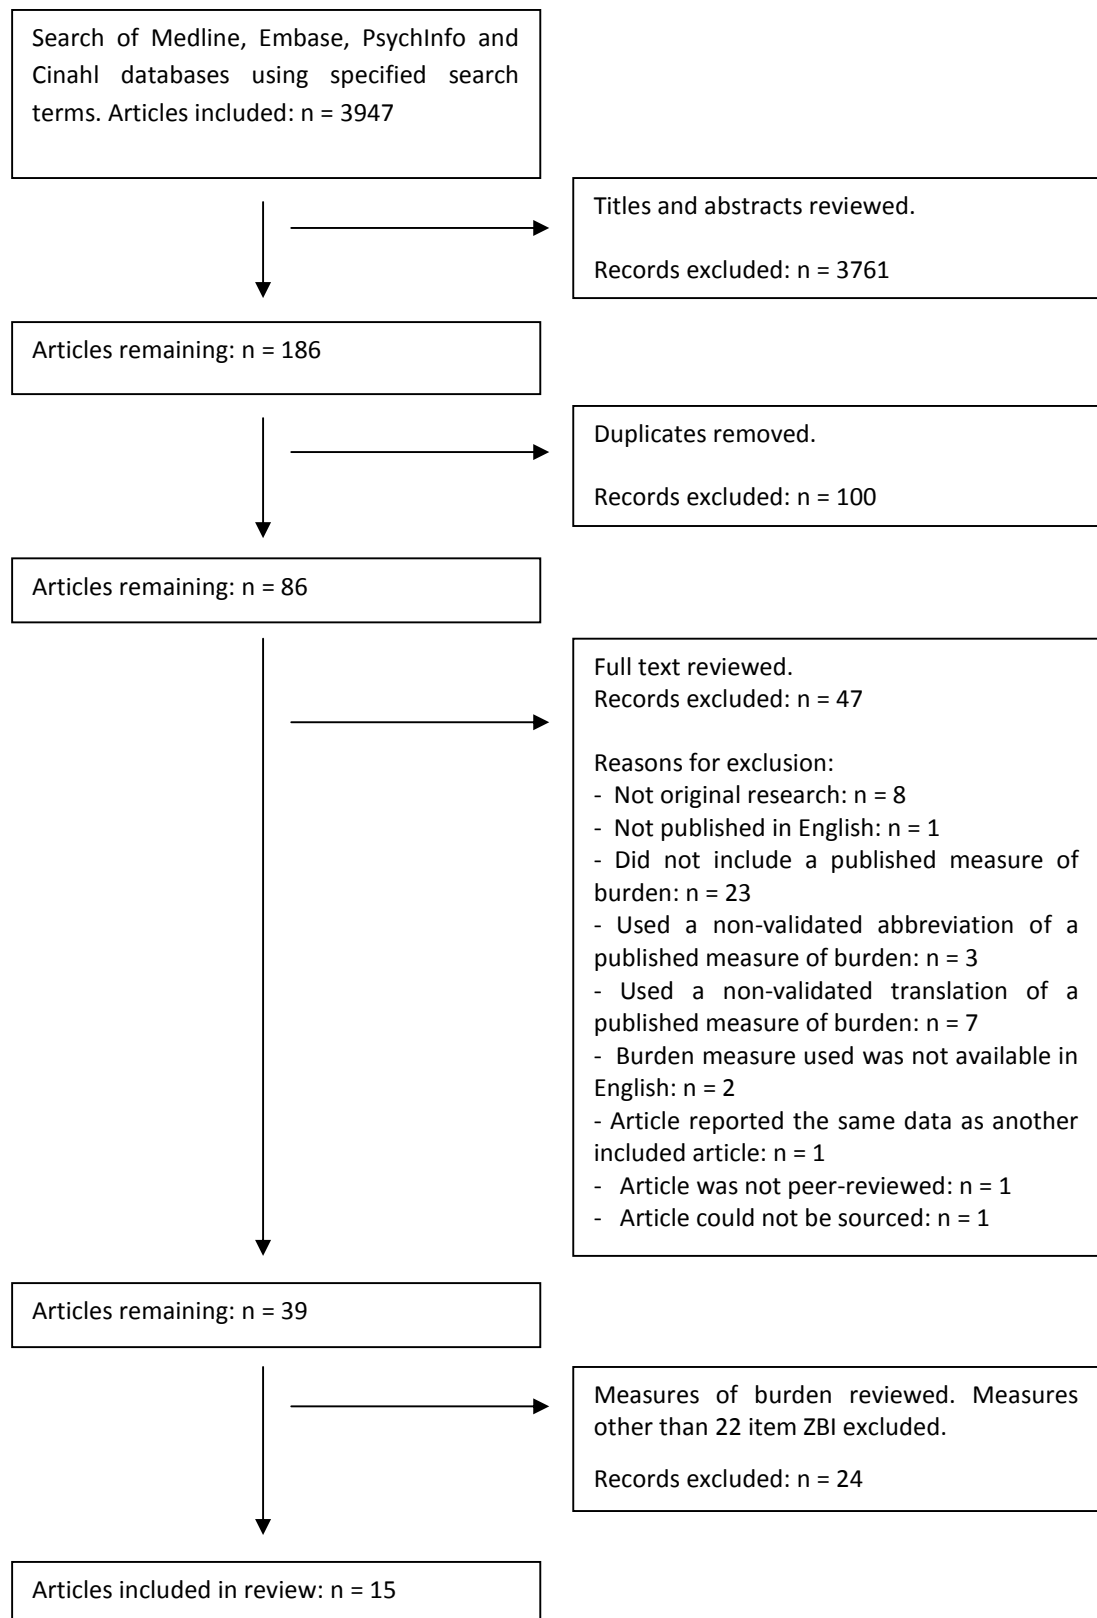 Search of Medline, Embase, PsychInfo and
Cinahl databases using specified search
terms. Articles included: n = 3947
Titles and abstracts reviewed.
Records excluded: n = 3761
Articles remaining: n = 186
Duplicates removed.
Records excluded: n = 100
Articles remaining: n = 86
Full text reviewed.
Records excluded: n = 47
Reasons for exclusion:
- Not original research: n = 8
- Not published in English: n = 1
- Did not include a published measure of
burden: n = 23
- Used a non-validated abbreviation of a
published measure of burden: n = 3
- Used a non-validated translation of a
published measure of burden: n = 7
- Burden measure used was not available in
English: n = 2
- Article reported the same data as another
included article: n = 1
- Article was not peer-reviewed: n = 1
- Article could not be sourced: n = 1
Articles remaining: n = 39
Measures of burden reviewed. Measures
other than 22 item ZBI excluded.
Records excluded: n = 24
Articles included in review: n = 15